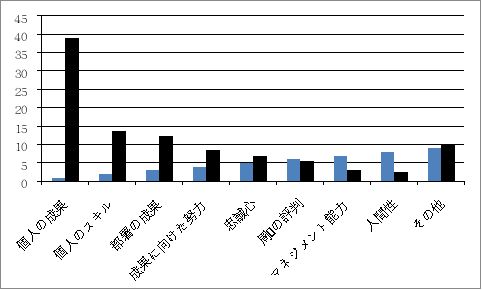 45
40
35
30
25
20
15
10
5
0
個人の成果
個人のスキル
部署の成果
成果に向けた努力
忠誠心
周囲の評判
マネジメント能力
人間性
その他